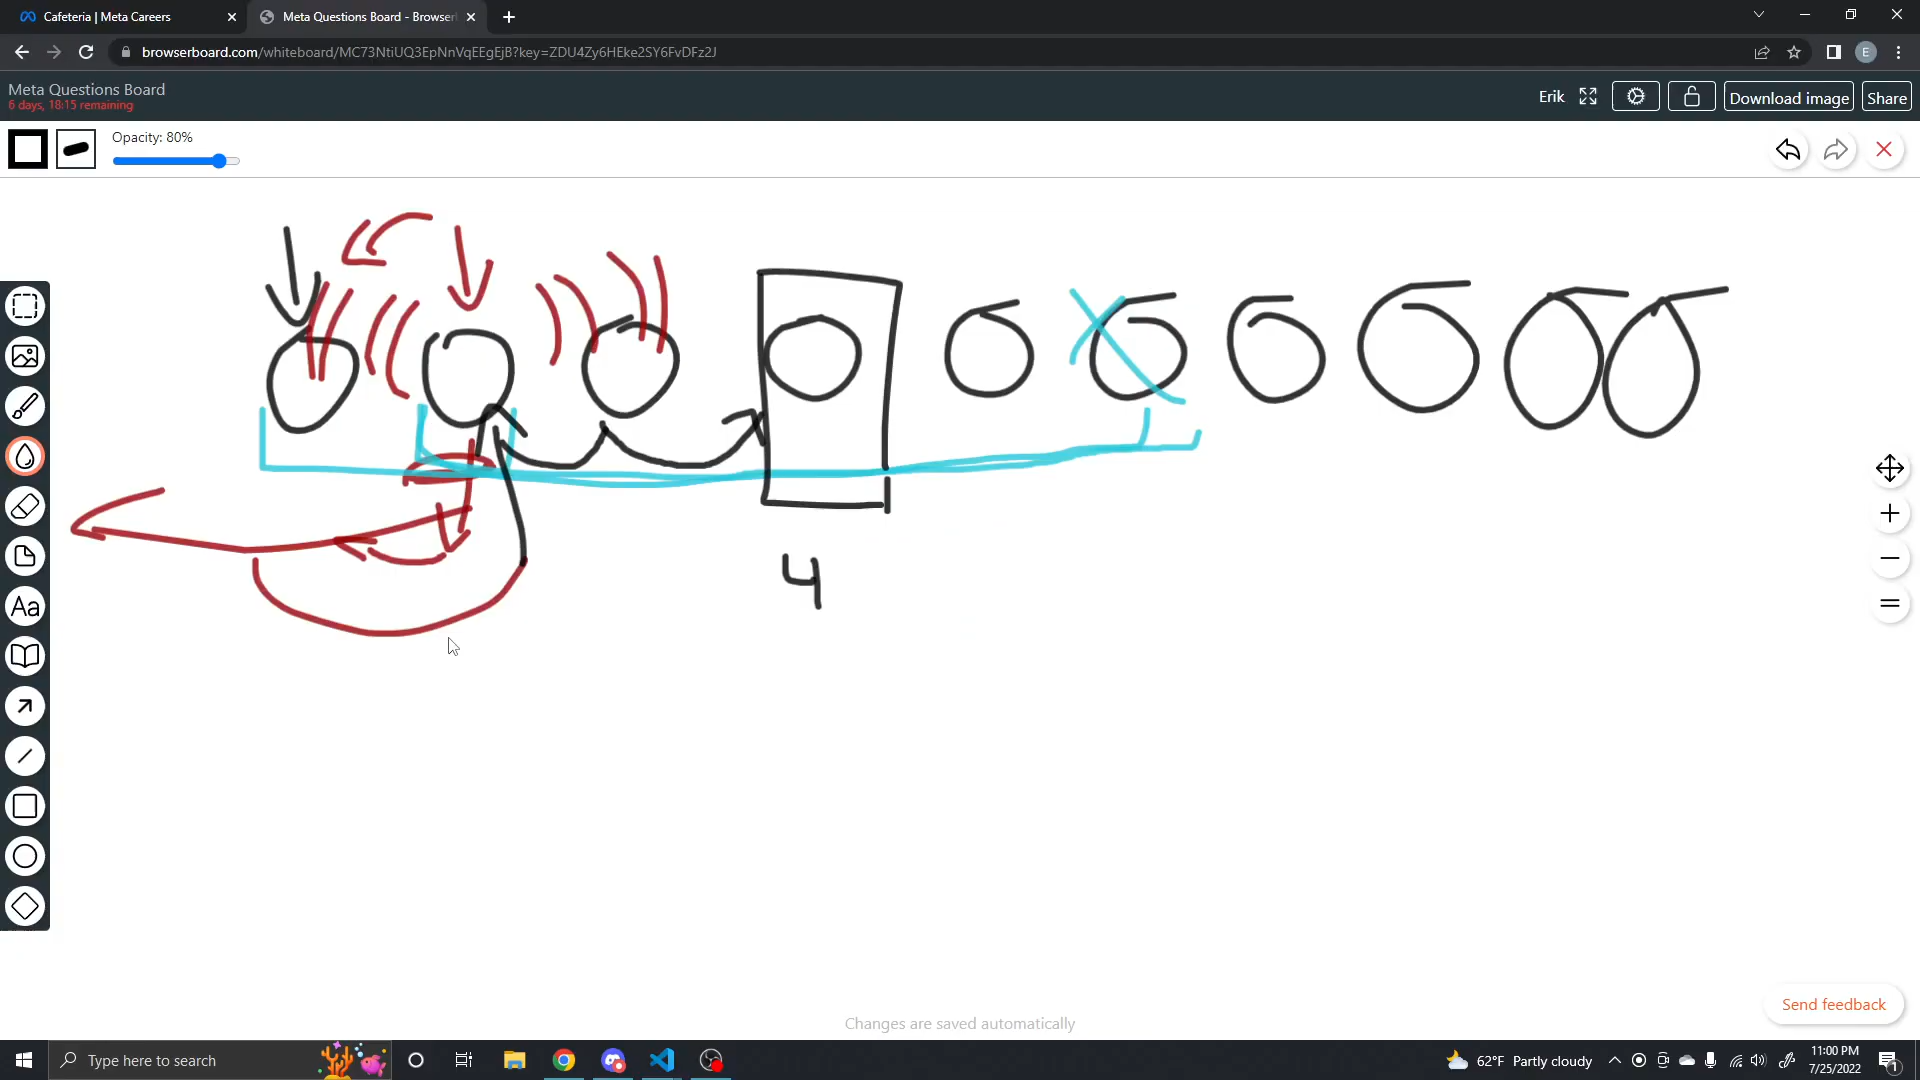 Cafeteria | Meta Careers
Meta Questions Board - Browserl
browserboard.com/whiteboard/MC73NtiUQ3EpNnVqEEgEjB?key=ZDU4Zy6HEke2SY6FvDFz2J
E
Meta Questions Board
6 days, 18:15 remaining
Erik
Download image
Share
Opacity: 80%
Aa
4
Send feedback
Changes are saved automatically
Type here to search
62°F Partly cloudy
11:00 PM
7/25/2022
1